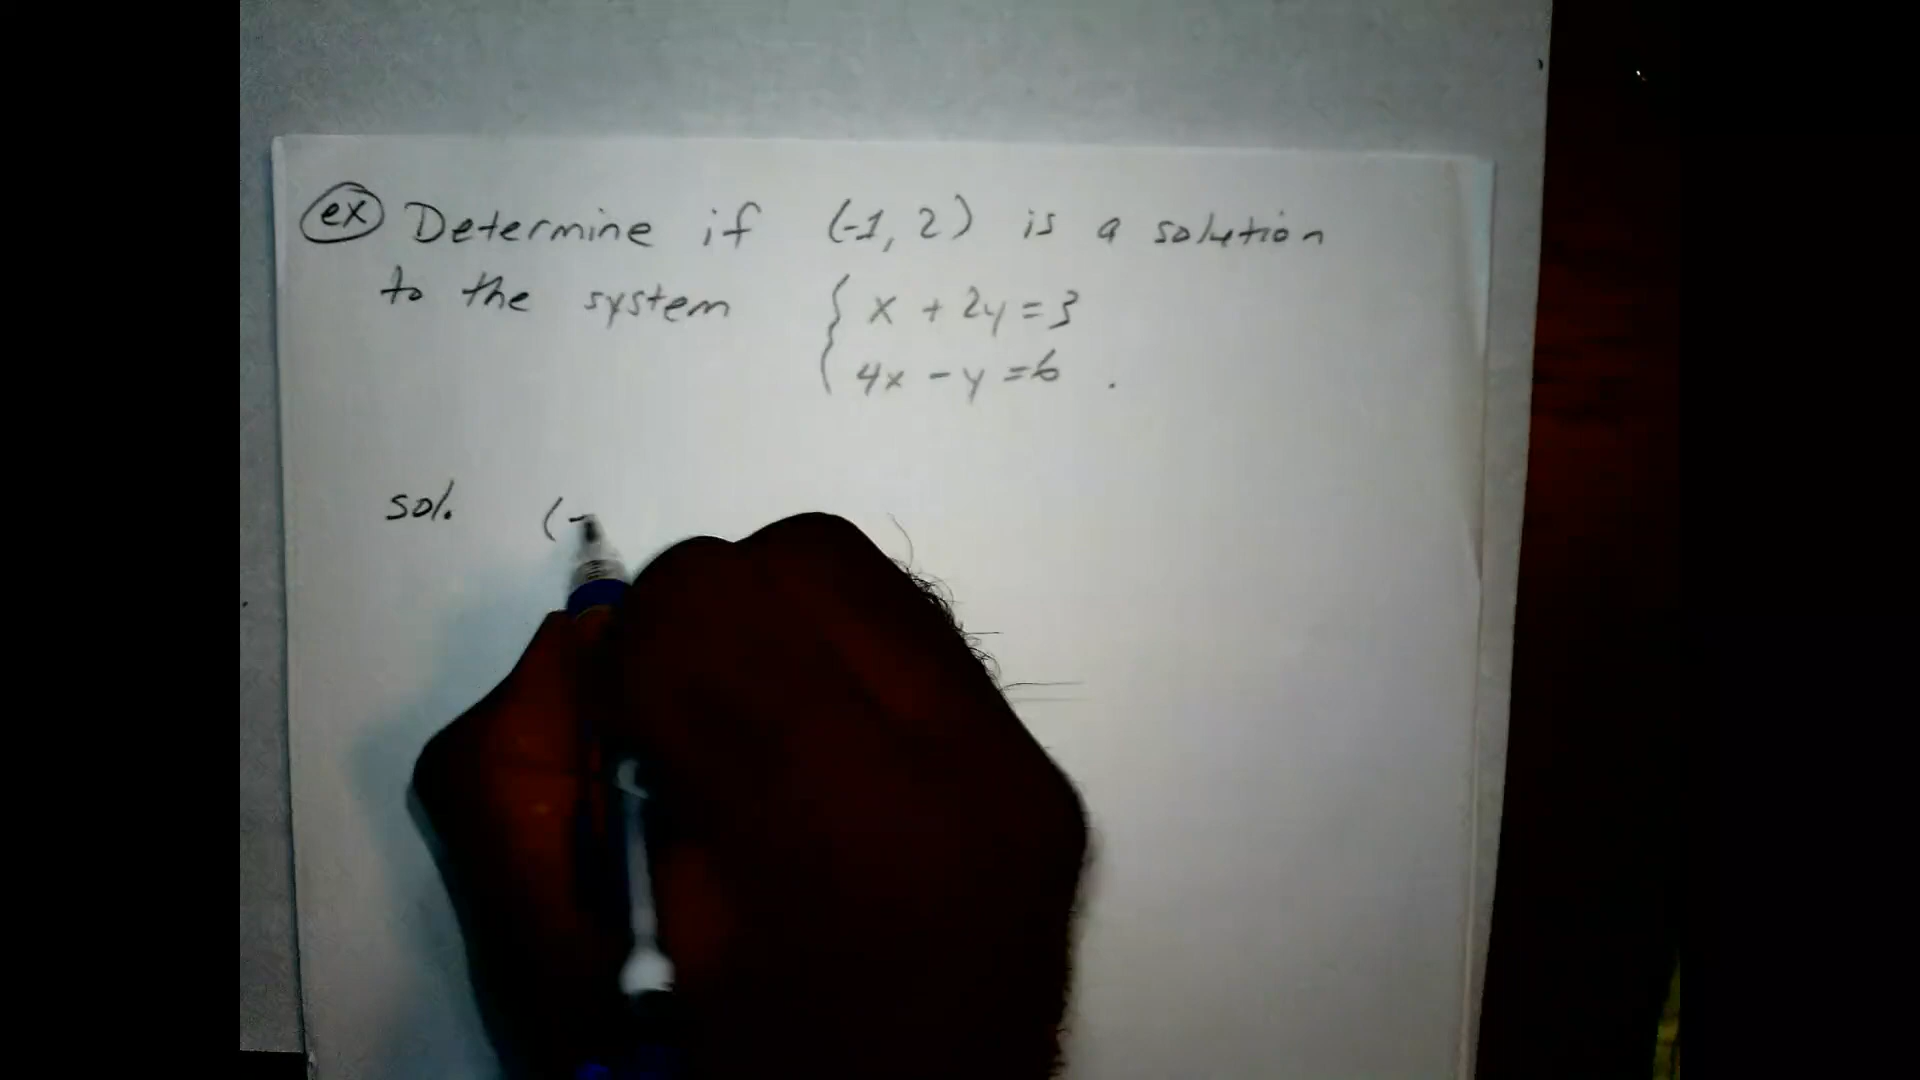 ex Determine if (-1, 2) is a solution
to the system { x + 2y = 3
4x - y = 6 .
sol. (-